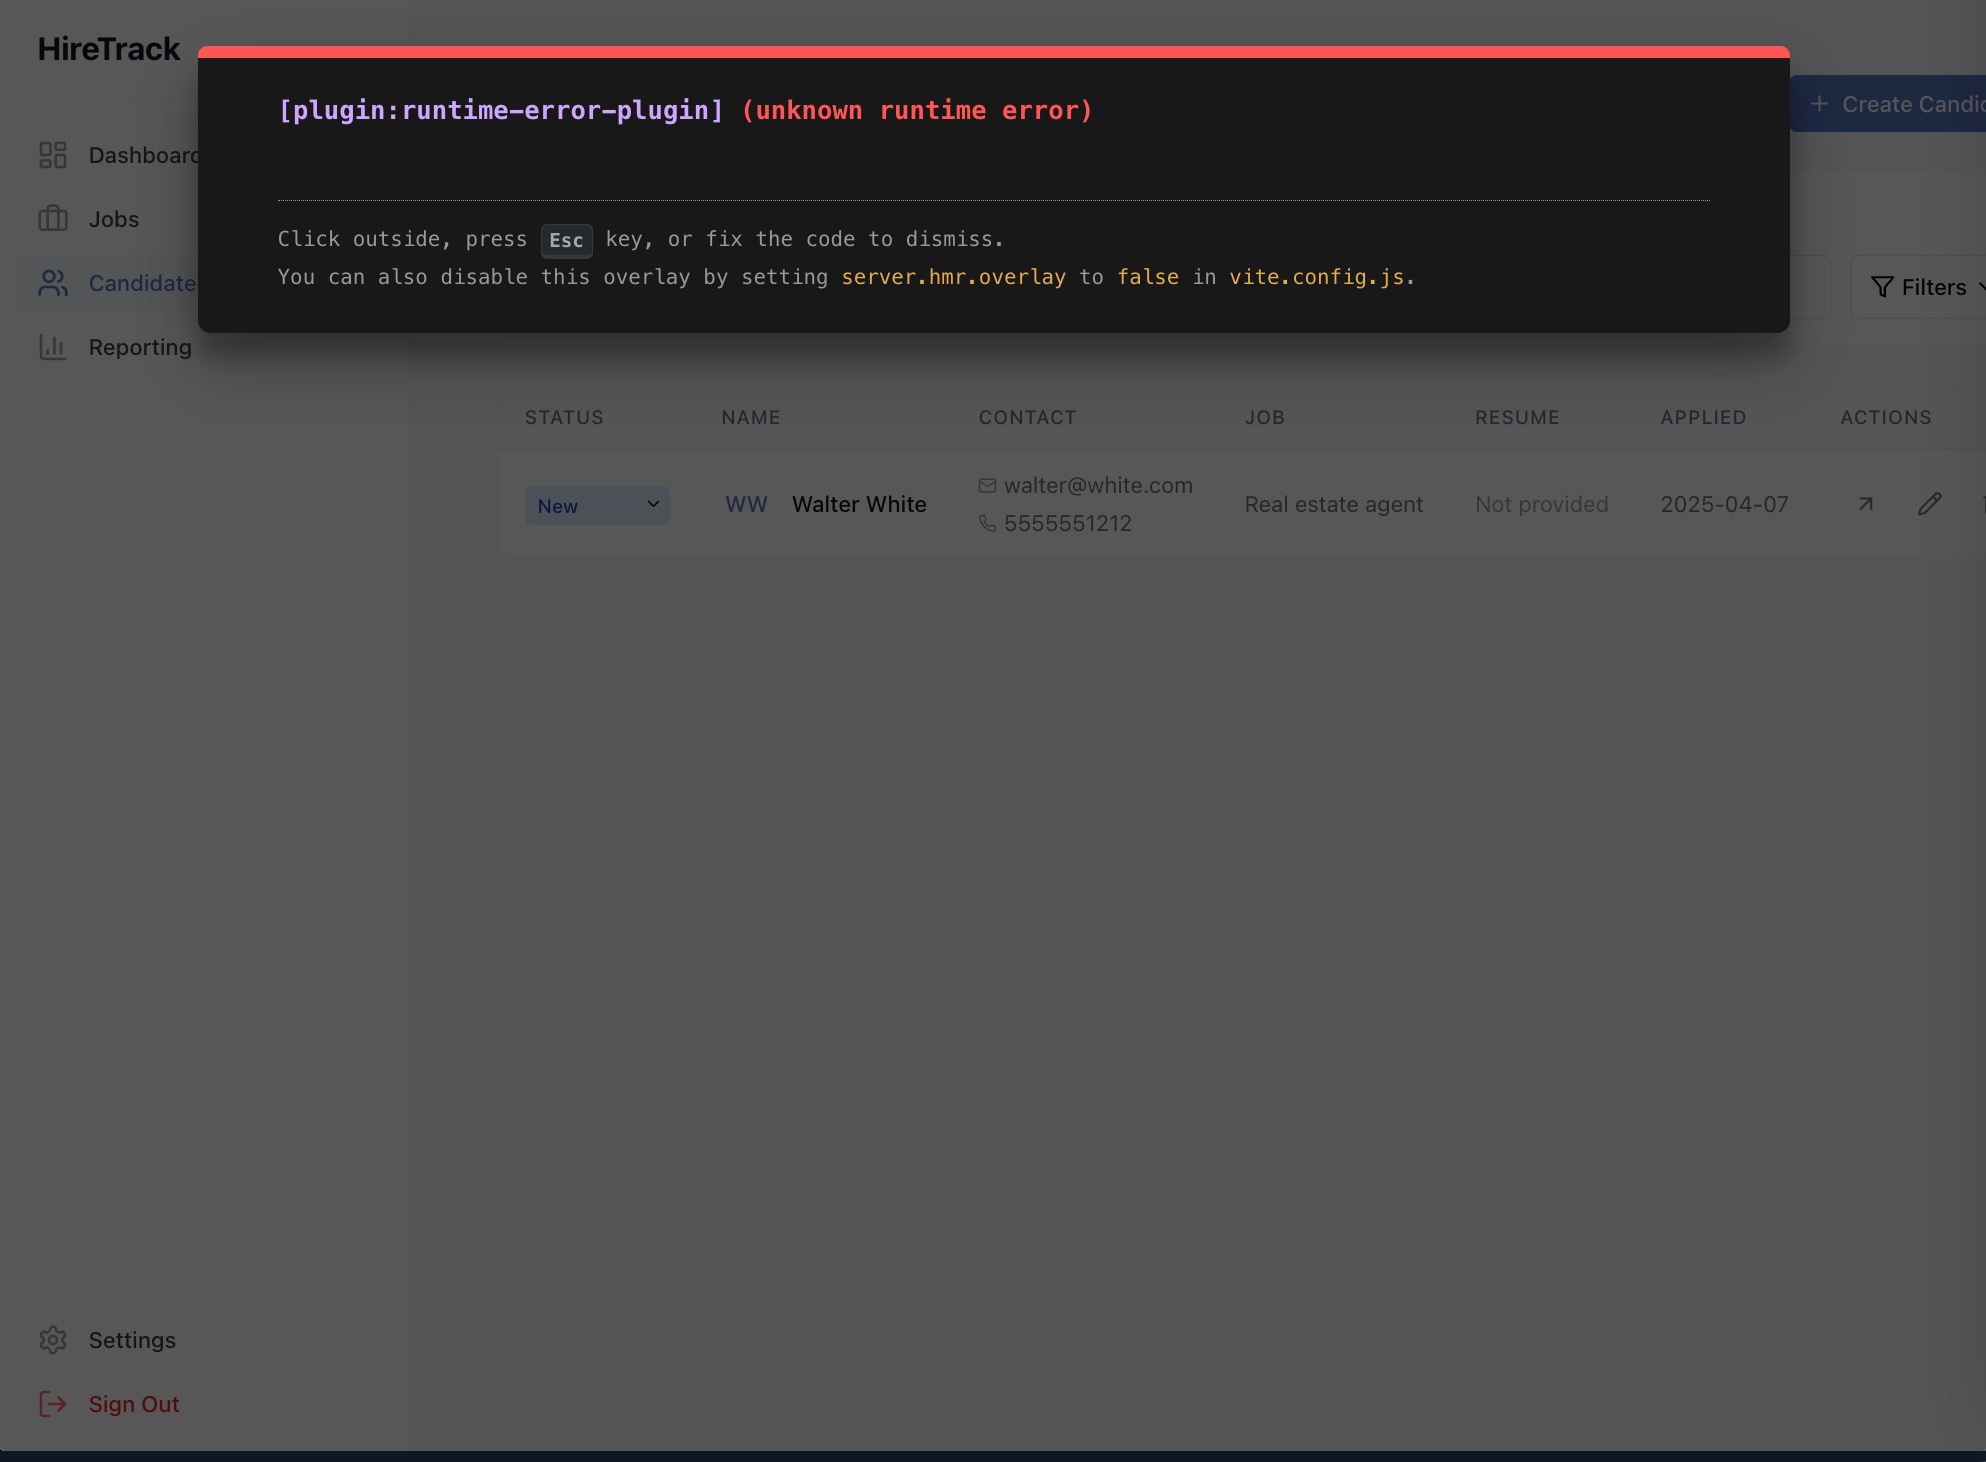 HireTrack
[plugin:runtime-error-plugin] (unknown runtime error)
Click outside, press Esc key, or fix the code to dismiss.
You can also disable this overlay by setting server.hmr.overlay to false in vite.config.js.
+ Create Candid
Dashboard
Jobs
Candidate
Reporting
Filters
STATUS NAME CONTACT JOB RESUME APPLIED ACTIONS
New WW Walter White walter@white.com Real estate agent Not provided 2025-04-07
5555551212
Settings
Sign Out